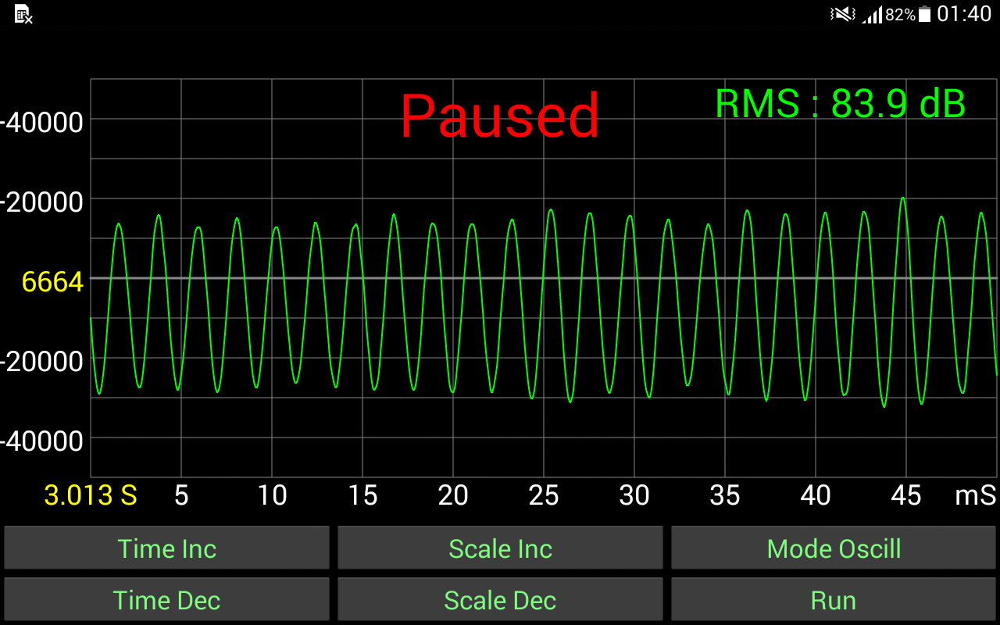 82% 01:40
Paused
RMS : 83.9 dB
-40000
-20000
6664
-20000
-40000
3.013 S 5 10 15 20 25 30 35 40 45 mS
Time Inc Scale Inc Mode Oscill
Time Dec Scale Dec Run